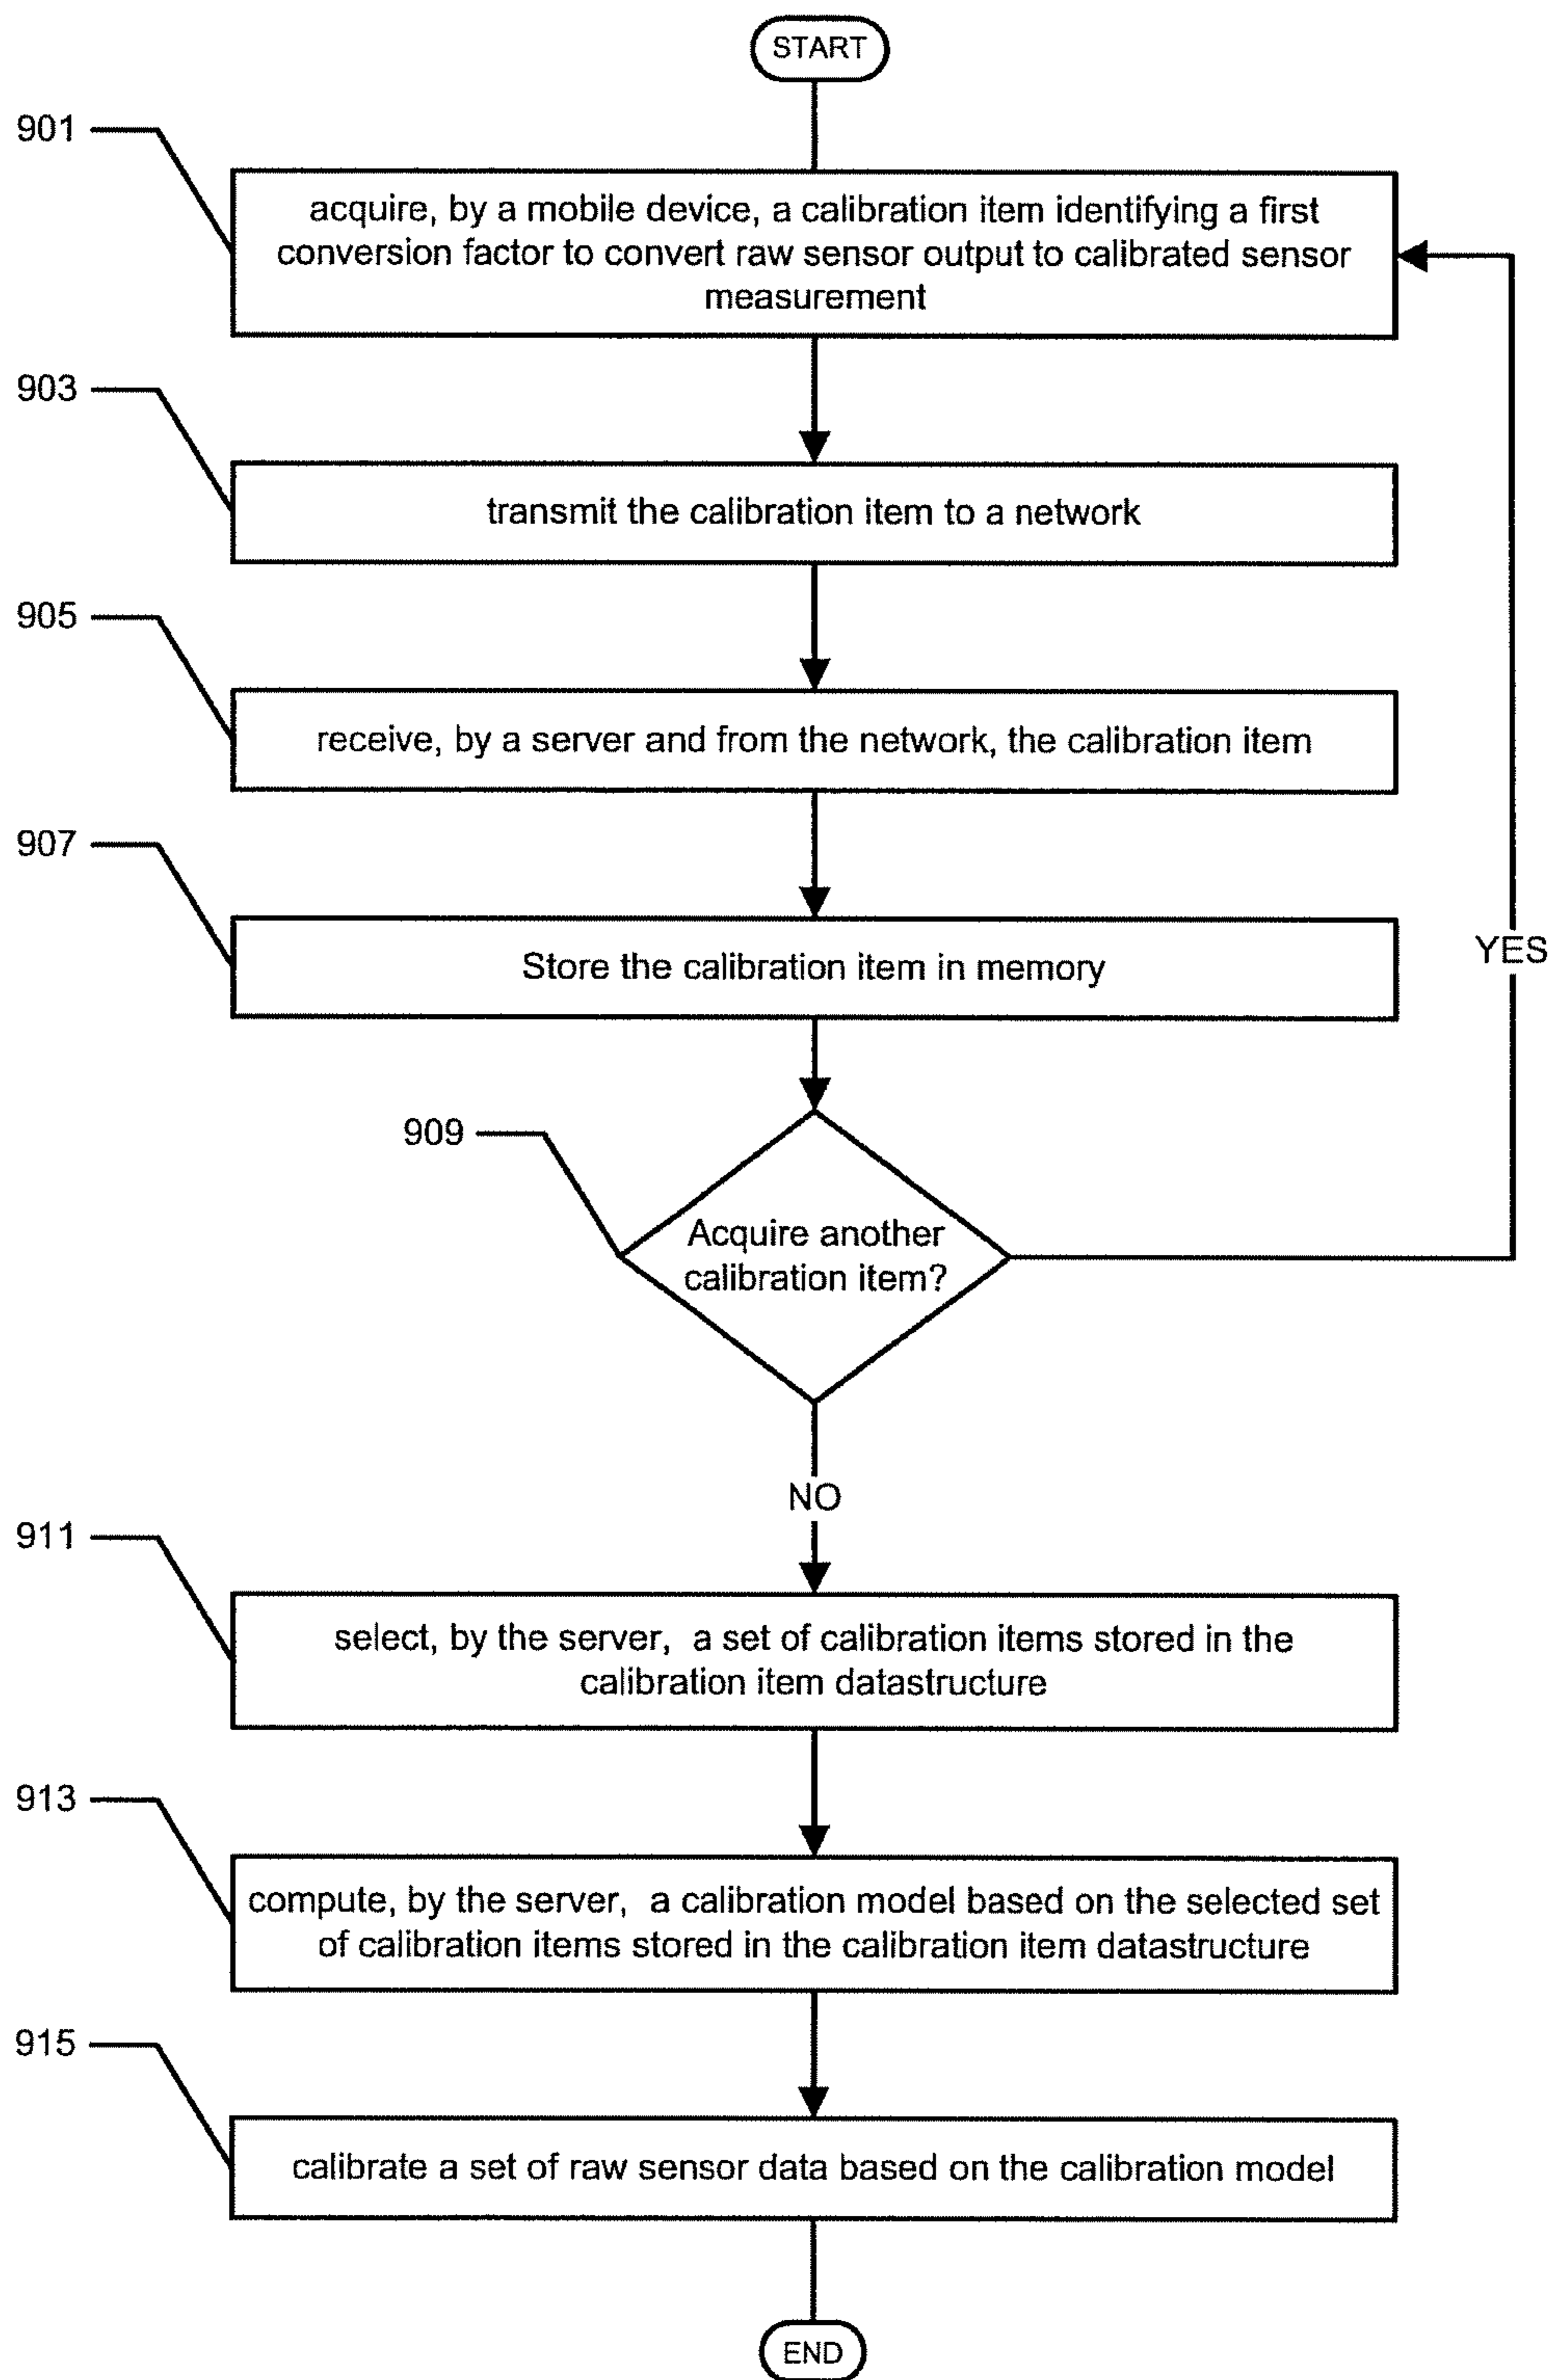 START
901
acquire, by a mobile device, a calibration item identifying a first
conversion factor to convert raw sensor output to calibrated sensor
measurement
903
transmit the calibration item to a network
905
receive, by a server and from the network, the calibration item
907
Store the calibration item in memory
YES
909
Acquire another
calibration item?
NO
911
select, by the server, a set of calibration items stored in the
calibration item datastructure
913
compute, by the server, a calibration model based on the selected set
of calibration items stored in the calibration item datastructure
915
calibrate a set of raw sensor data based on the calibration model
END